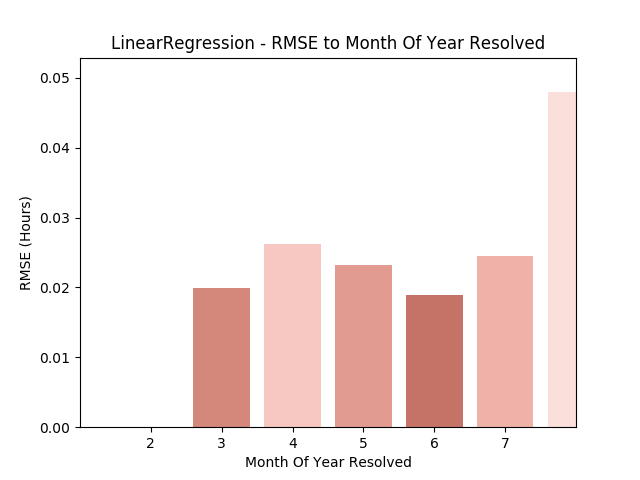 LinearRegression - RMSE to Month Of Year Resolved
0.05
0.04
0.03
0.02
0.01
0.00
RMSE (Hours)
2 3 4 5 6 7
Month Of Year Resolved